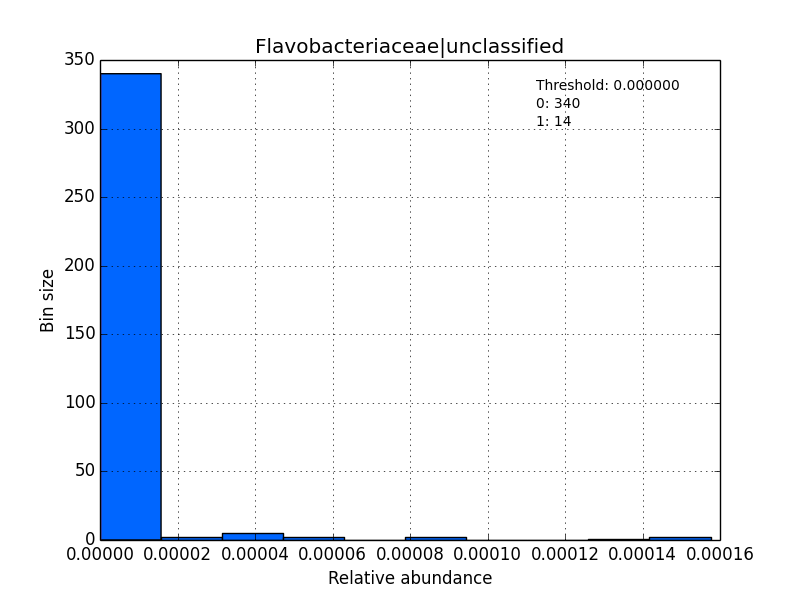 Flavobacteriaceae|unclassified
Threshold: 0.000000
0: 340
1: 14
350
300
250
200
150
100
50
0
Bin size
0.00000 0.00002 0.00004 0.00006 0.00008 0.00010 0.00012 0.00014 0.00016
Relative abundance